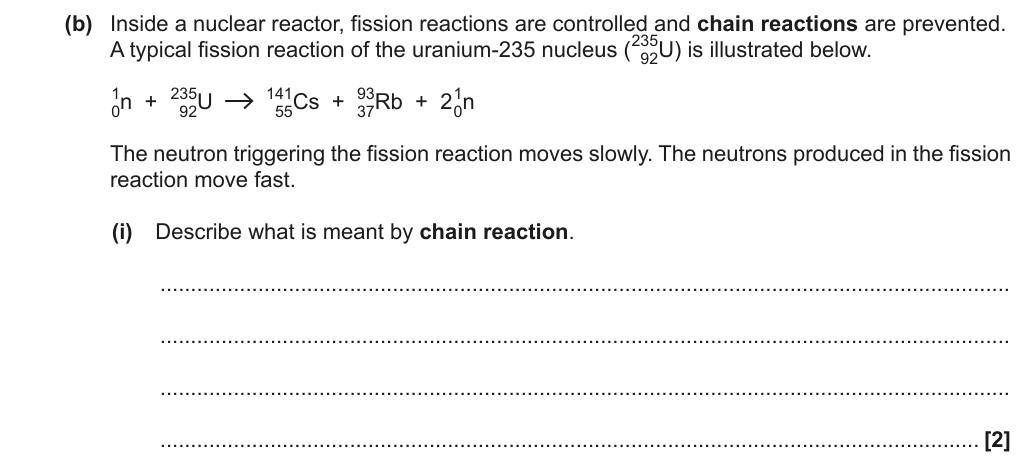 (b) Inside a nuclear reactor, fission reactions are controlled and chain reactions are prevented.
A typical fission reaction of the uranium-235 nucleus (²³⁵₉₂U) is illustrated below.
¹₀n + ²³⁵₉₂U → ¹⁴¹₅₅Cs + ⁹³₃₇Rb + 2¹₀n
The neutron triggering the fission reaction moves slowly. The neutrons produced in the fission
reaction move fast.
(i) Describe what is meant by chain reaction.
[2]